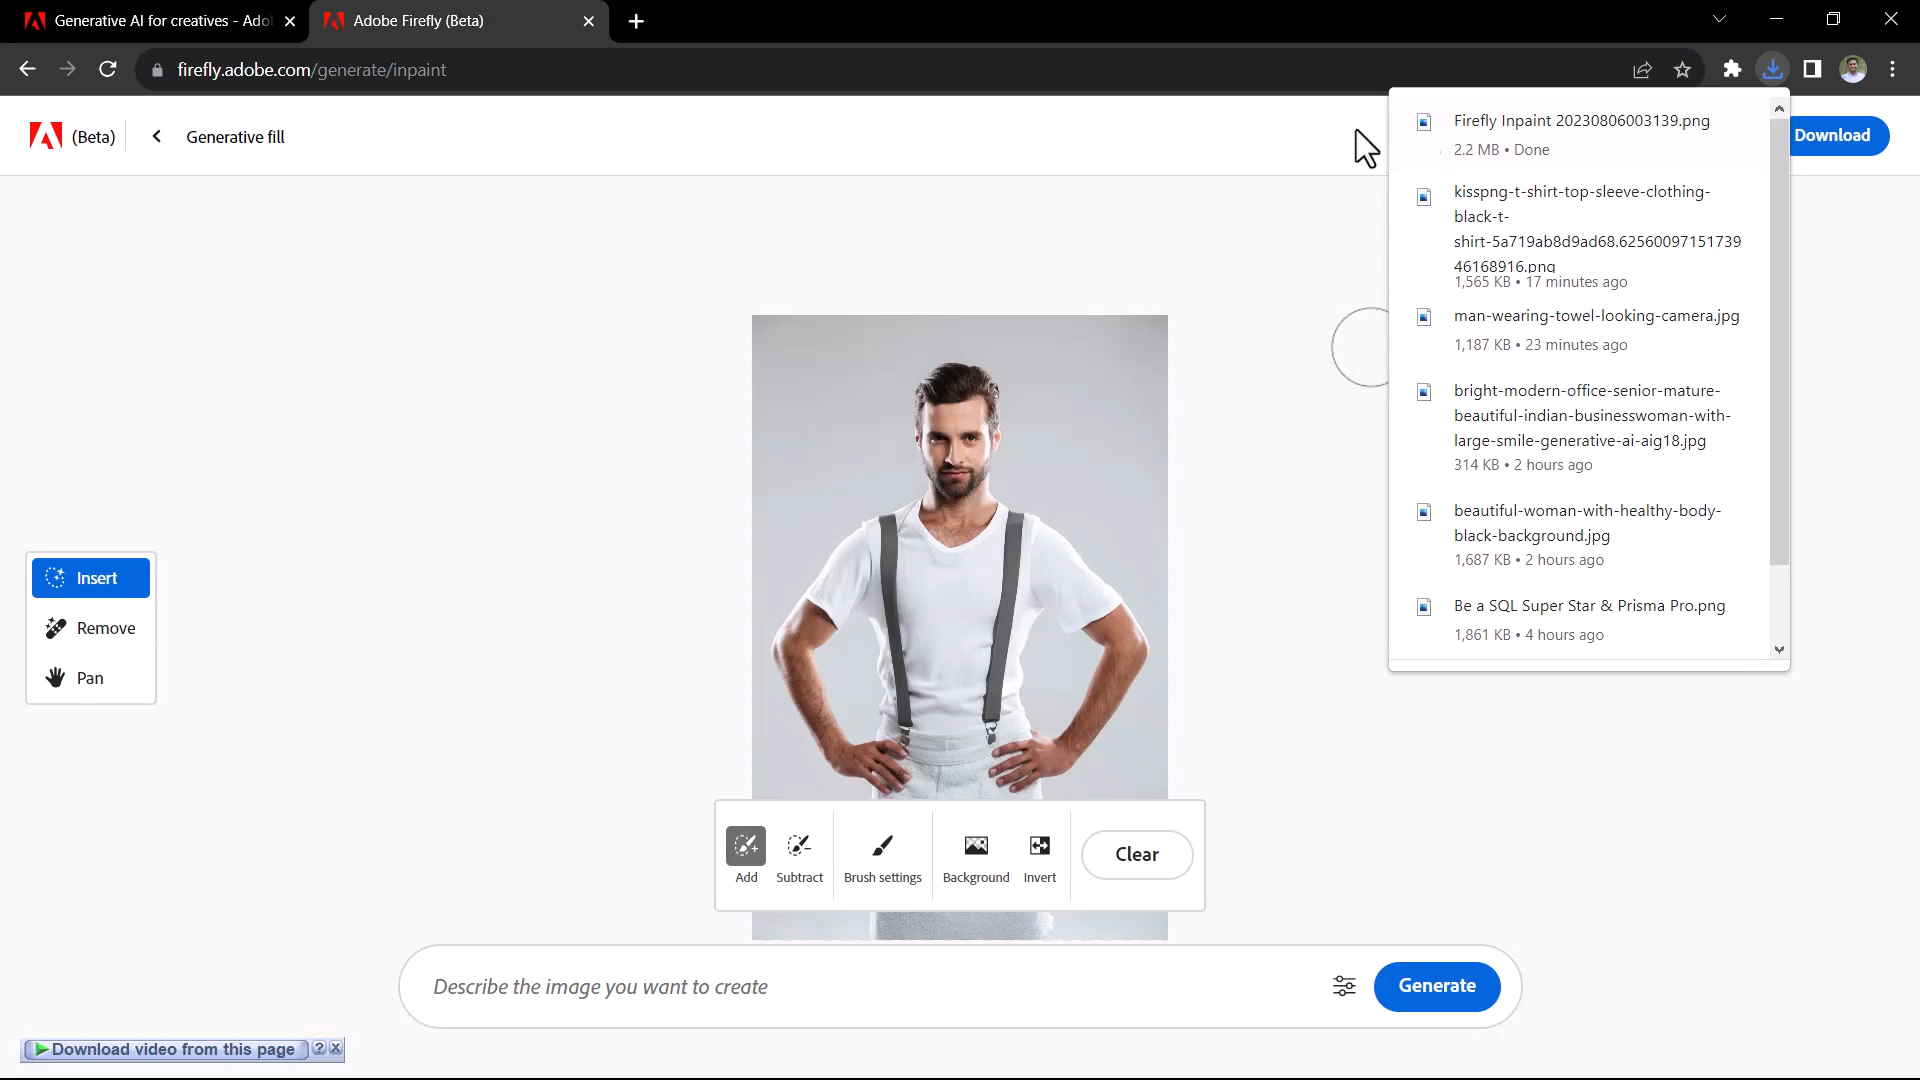 Generative AI for creatives - Ado
Adobe Firefly (Beta)
firefly.adobe.com/generate/inpaint
(Beta)
Generative fill
Download
Firefly Inpaint 20230806003139.png
2.2 MB • Done
kisspng-t-shirt-top-sleeve-clothing-
black-t-
shirt-5a719ab8d9ad68.62560097151739
46168916.png
1,565 KB • 17 minutes ago
man-wearing-towel-looking-camera.jpg
1,187 KB • 23 minutes ago
bright-modern-office-senior-mature-
beautiful-indian-businesswoman-with-
large-smile-generative-ai-aig18.jpg
314 KB • 2 hours ago
beautiful-woman-with-healthy-body-
black-background.jpg
1,687 KB • 2 hours ago
Be a SQL Super Star & Prisma Pro.png
1,861 KB • 4 hours ago
Insert
Remove
Pan
Add
Subtract
Brush settings
Background
Invert
Clear
Describe the image you want to create
Generate
Download video from this page